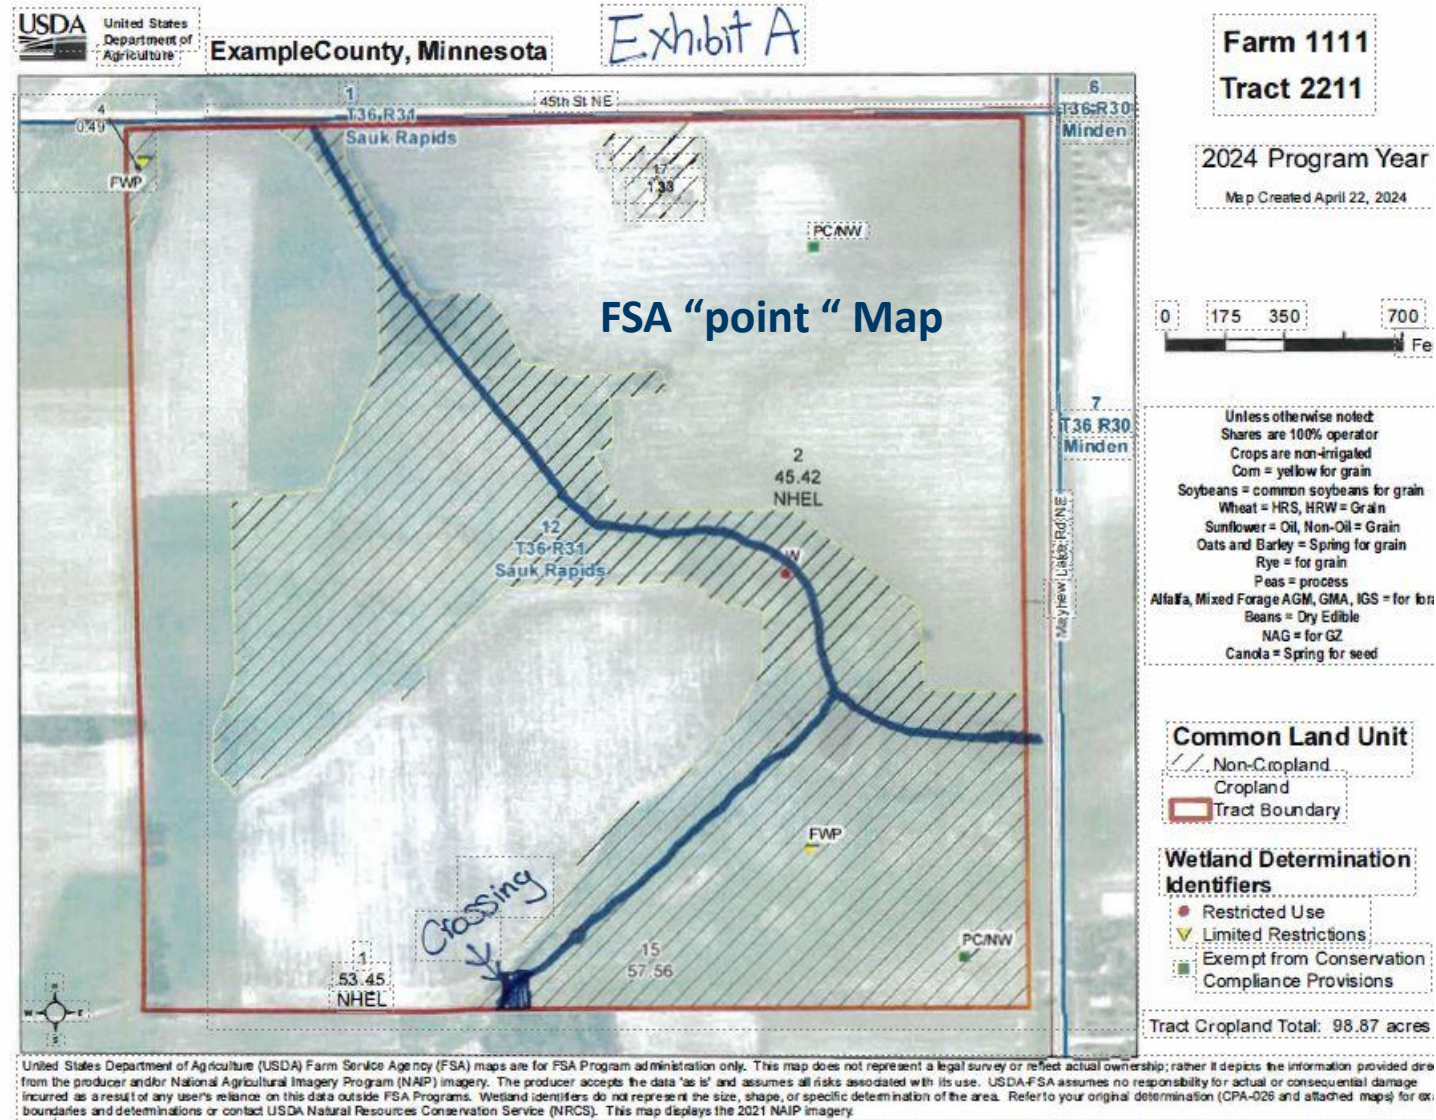 USDA
United States
Department of
Agriculture
ExampleCounty, Minnesota
Exhibit A
Farm 1111
Tract 2211
2024 Program Year
Map Created April 22, 2024
4
0.49
FWP
1
T36 R31
Sauk Rapids
45th St NE
6
T36 R30
Minden
17
1.33
PC/NW
FSA “point “ Map
0 175 350 700
7
T36 R30
Minden
2
45.42
NHEL
12
T36 R31
Sauk Rapids
W
Mayhew Lake Rd NE
Unless otherwise noted:
Shares are 100% operator
Crops are non-irrigated
Corn = yellow for grain
Soybeans = common soybeans for grain
Wheat = HRS, HRW = Grain
Sunflower = Oil, Non-Oil = Grain
Oats and Barley = Spring for grain
Rye = for grain
Peas = process
Alfalfa, Mixed Forage AGM, GMA, IGS = for
Beans = Dry Edible
NAG = for GZ
Canola = Spring for seed
Common Land Unit
Non-Cropland
Cropland
Tract Boundary
FWP
Wetland Determination
Identifiers
Restricted Use
Limited Restrictions
Exempt from Conservation
Compliance Provisions
Crossing
PC/NW
1
53.45
NHEL
15
57.56
Tract Cropland Total: 98.87 acres
N
W E
S
United States Department of Agriculture (USDA) Farm Service Agency (FSA) maps are for FSA Program administration only. This map does not represent a legal survey or reflect actual ownership; rather it depicts the information provided
from the producer and/or National Agricultural Imagery Program (NAIP) imagery. The producer accepts the data 'as is' and assumes all risks associated with its use. USDA-FSA assumes no responsibility for actual or consequential damage
incurred as a result of any user's reliance on this data outside FSA Programs. Wetland identifiers do not represent the size, shape, or specific determination of the area. Refer to your original determination (CPA-026 and attached maps) for
boundaries and determinations or contact USDA Natural Resources Conservation Service (NRCS). This map displays the 2021 NAIP imagery.